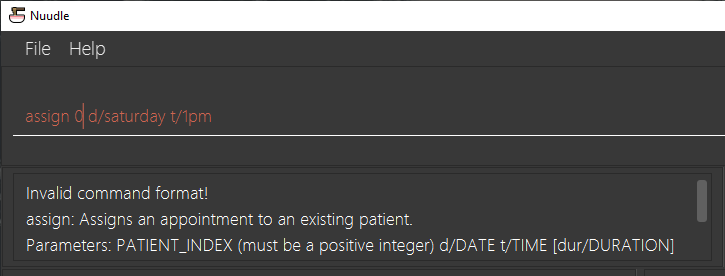 Nuudle
File Help
assign 0 d/saturday t/1pm
Invalid command format!
assign: Assigns an appointment to an existing patient.
Parameters: PATIENT_INDEX (must be a positive integer) d/DATE t/TIME [dur/DURATION]